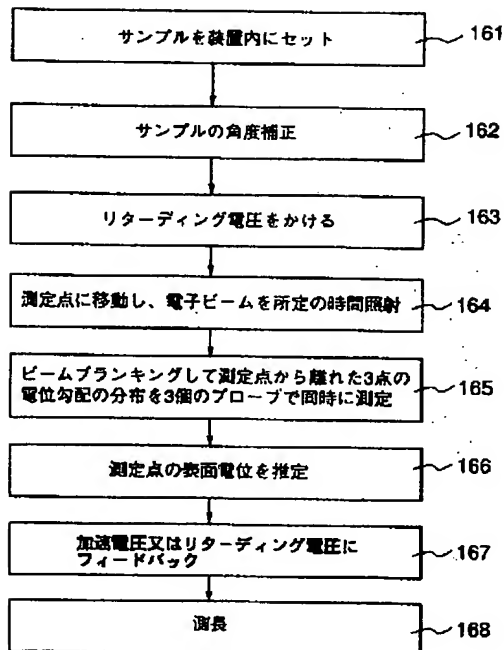 サンプルを装置内にセット
161
サンプルの角度補正
162
リターディング電圧をかける
163
測定点に移動し、電子ビームを所定の時間照射
164
ビームブランキングして測定点から離れた3点の
電位勾配の分布を3個のプローブで同時に測定
165
測定点の表面電位を推定
166
加速電圧又はリターディング電圧に
フィードバック
167
測長
168